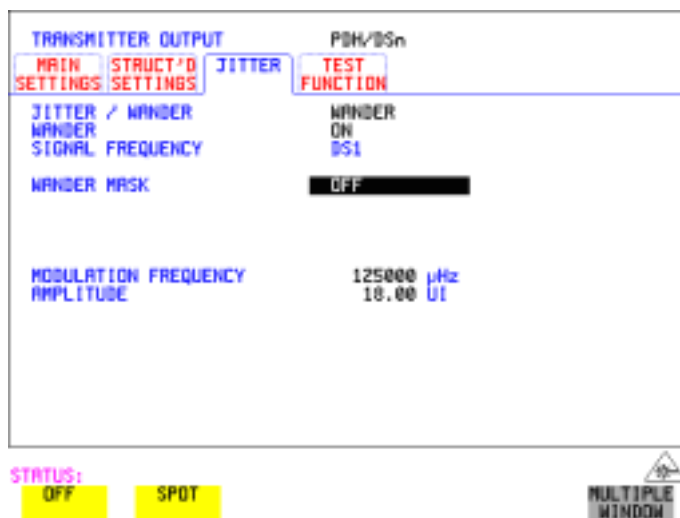 TRANSMITTER OUTPUT PDH/DSn
MAIN SETTINGS STRUCT'D SETTINGS JITTER TEST FUNCTION
JITTER / WANDER WANDER
WANDER ON
SIGNAL FREQUENCY DS1
WANDER MASK OFF
MODULATION FREQUENCY 125000 µHz
AMPLITUDE 18.00 UI
STATUS:
OFF SPOT MULTIPLE WINDOW